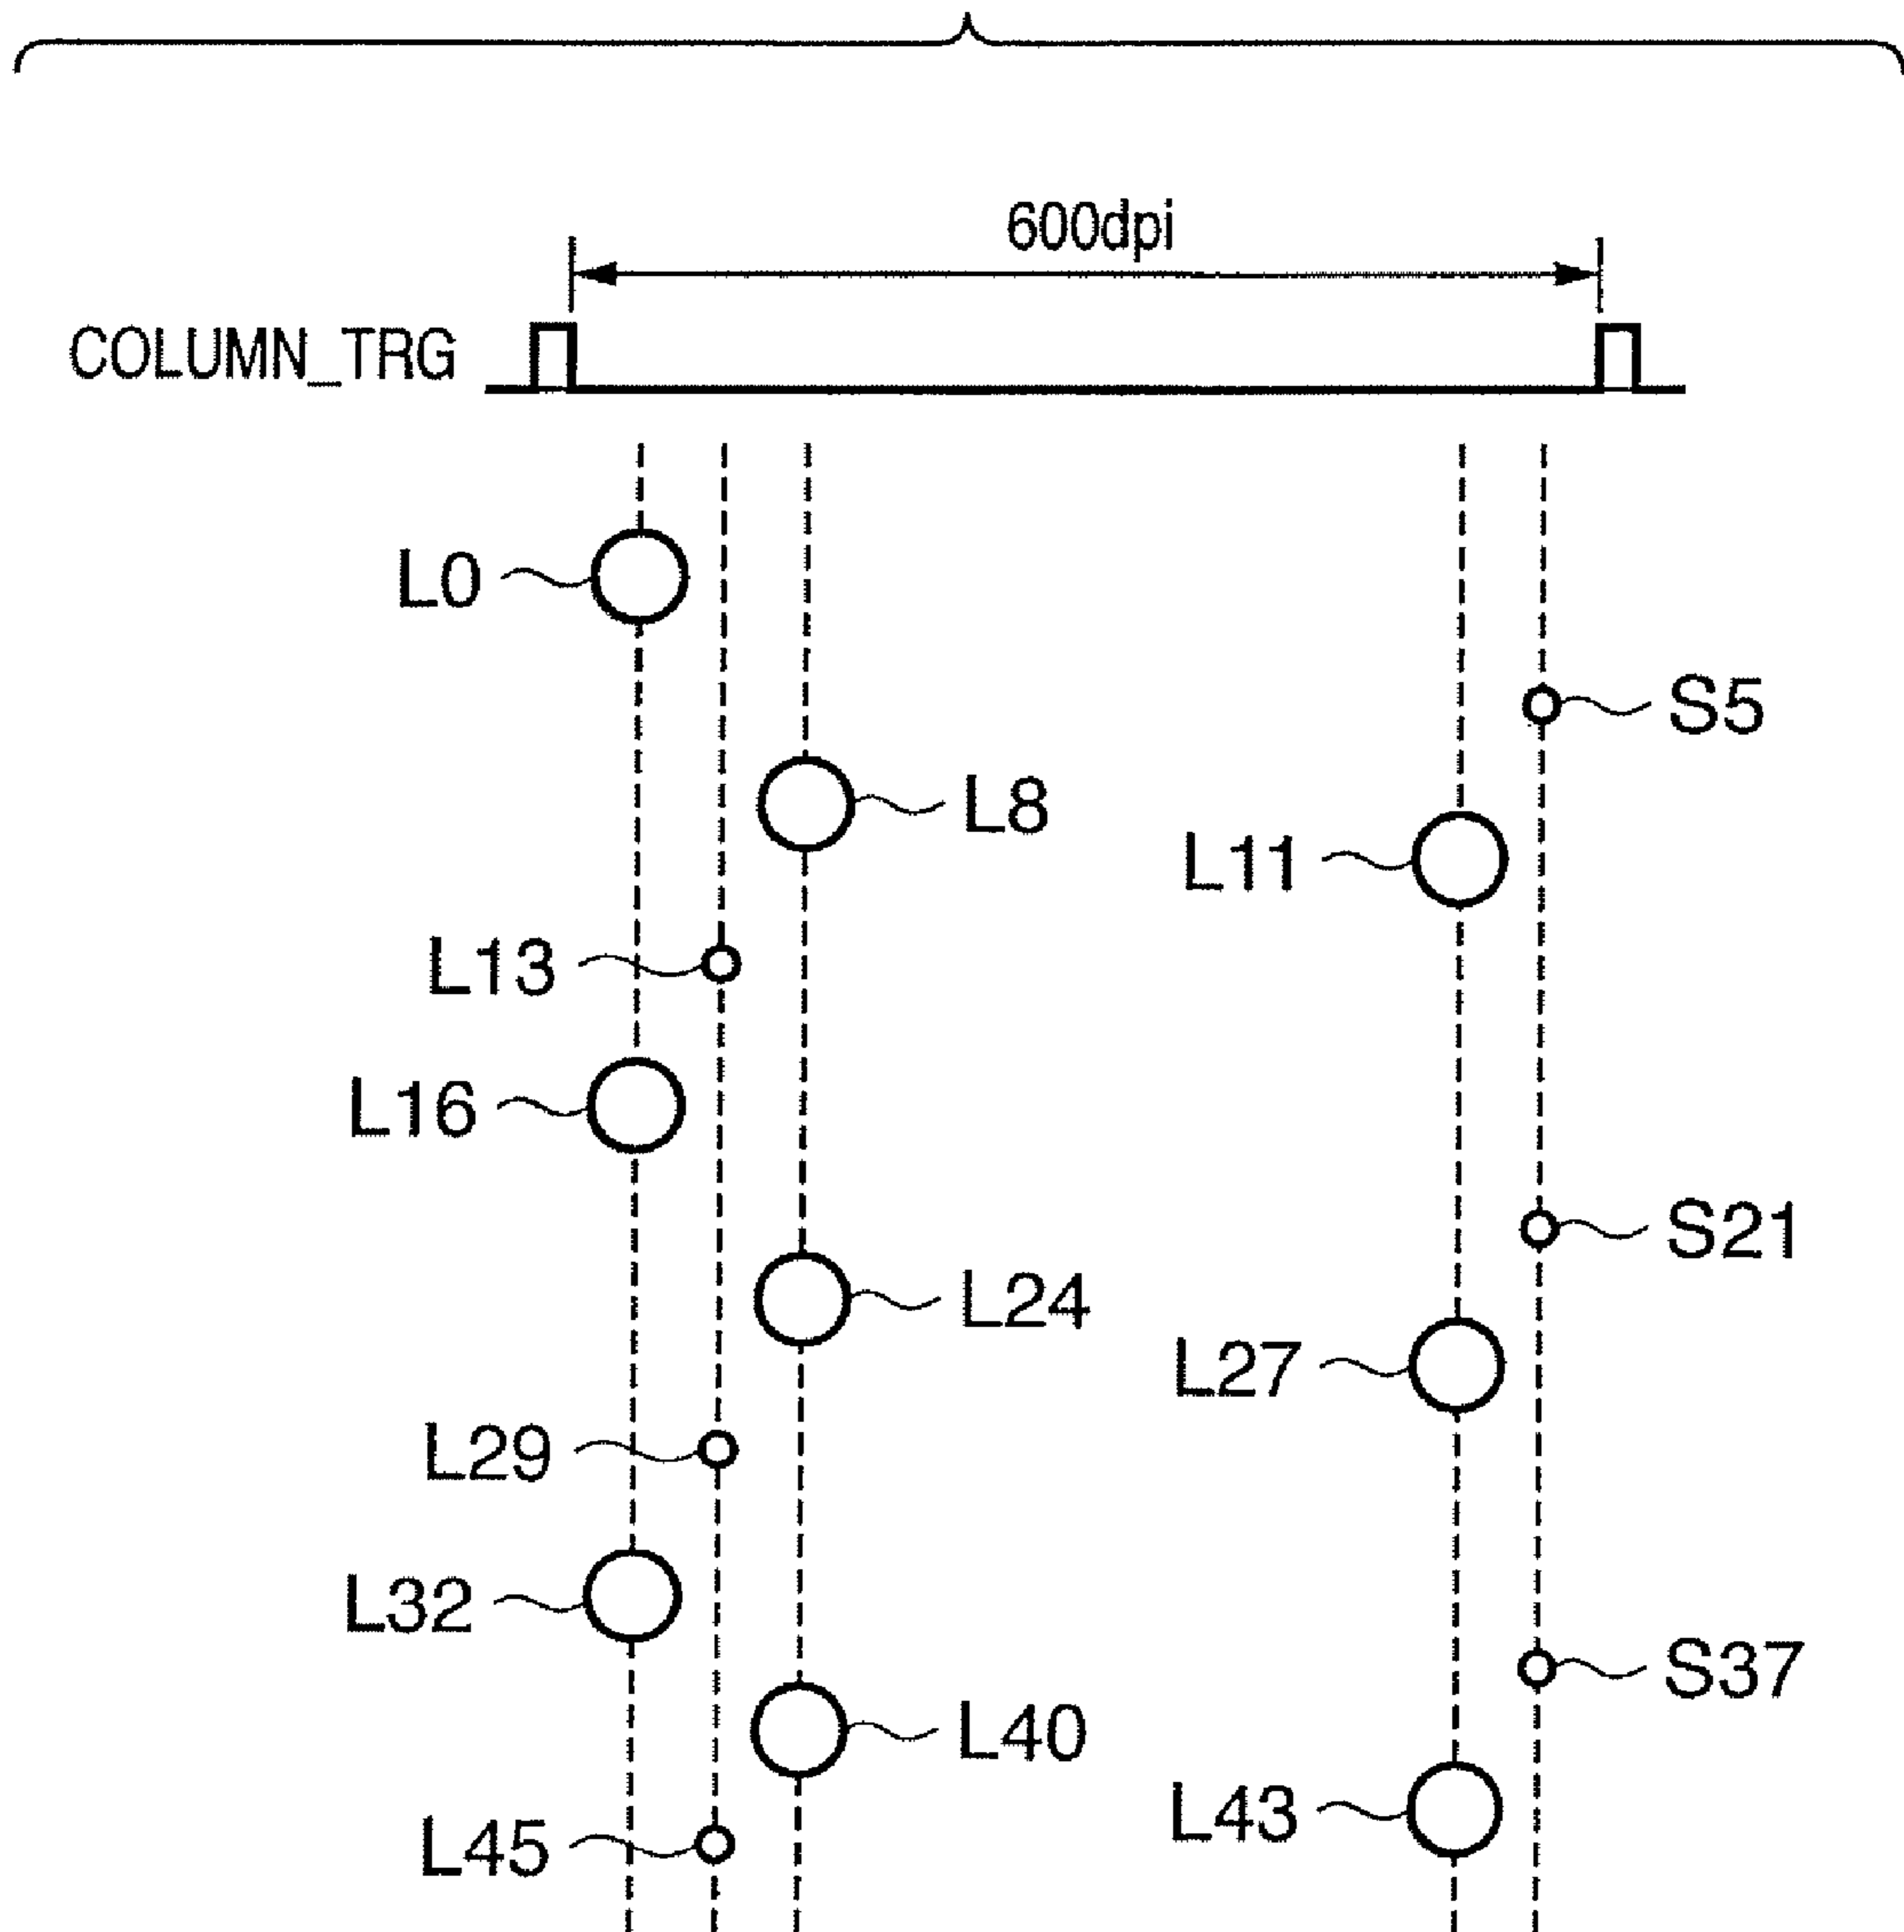 600dpi
COLUMN_TRG
L0
S5
L8
L11
L13
L16
S21
L24
L27
L29
L32
S37
L40
L43
L45